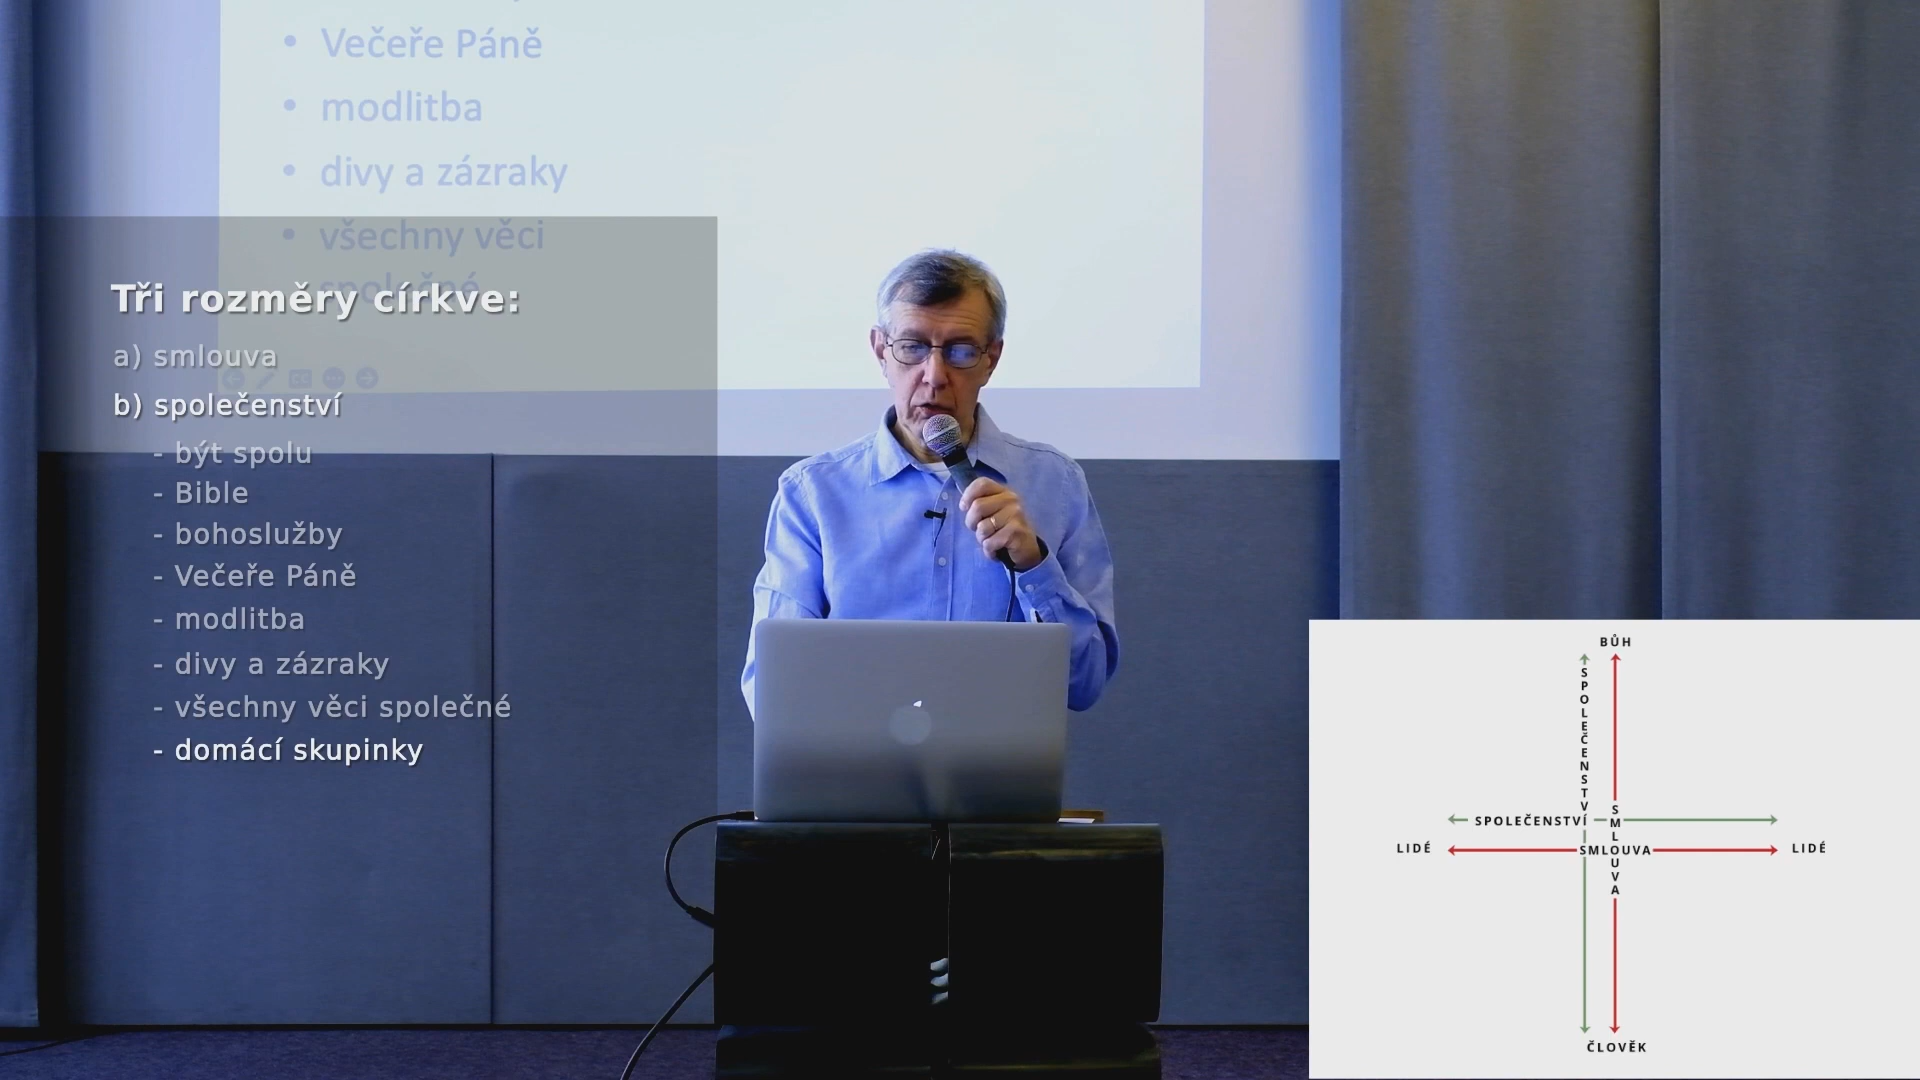 • Večeře Páně
• modlitba
• divy a zázraky
• všechny věci
společné
Tři rozměry církve:
a) smlouva
b) společenství
- být spolu
- Bible
- bohoslužby
- Večeře Páně
- modlitba
- divy a zázraky
- všechny věci společné
- domácí skupinky
BŮH
SPOLEČENSTVÍ
SMLOUVA
SPOLEČENSTVÍ
LIDÉ
SMLOUVA
LIDÉ
ČLOVĚK